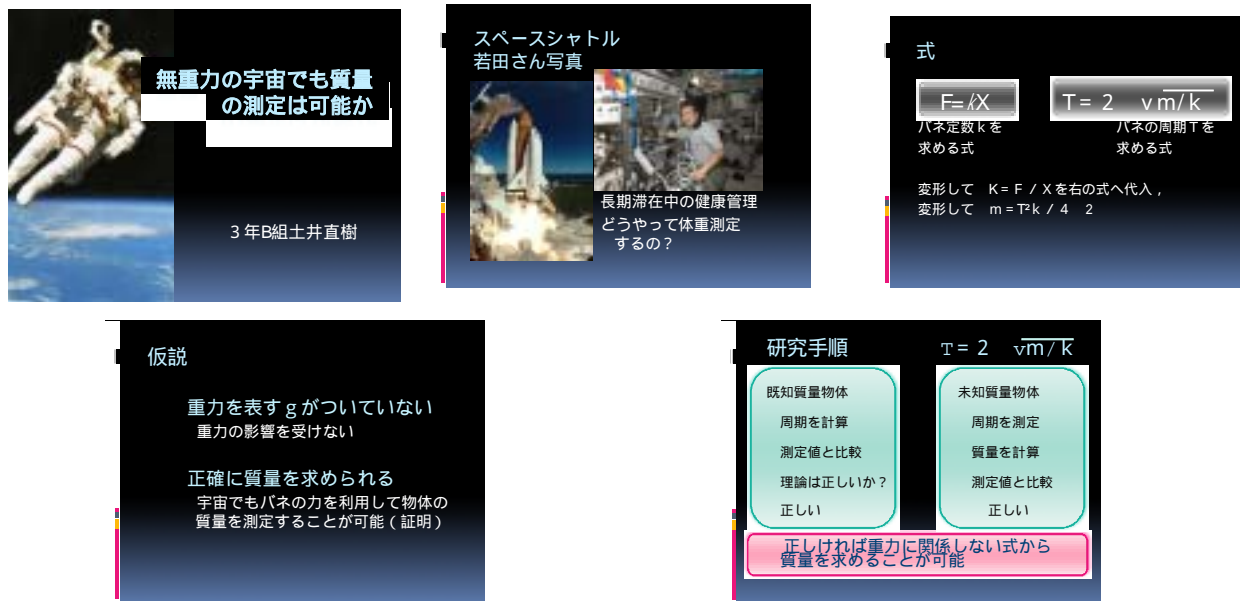 無重力の宇宙でも質量
の測定は可能か
3年B組土井直樹
スペースシャトル
若田さん写真
長期滞在中の健康管理
どうやって体重測定
するの？
式
F=kX
T= 2 v m/k
バネ定数ｋを
求める式
バネの周期Ｔを
求める式
変形して K= F / Xを右の式へ代入 ,
変形して m = T²k / 4 2
仮説
重力を表すｇがついていない
重力の影響を受けない
正確に質量を求められる
宇宙でもバネの力を利用して物体の
質量を測定することが可能 ( 証明 )
研究手順 T= 2 v m/k
既知質量物体
周期を計算
測定値と比較
理論は正しいか？
正しい
未知質量物体
周期を測定
質量を計算
測定値と比較
正しい
正しければ重力に関係しない式から
質量を求めることが可能